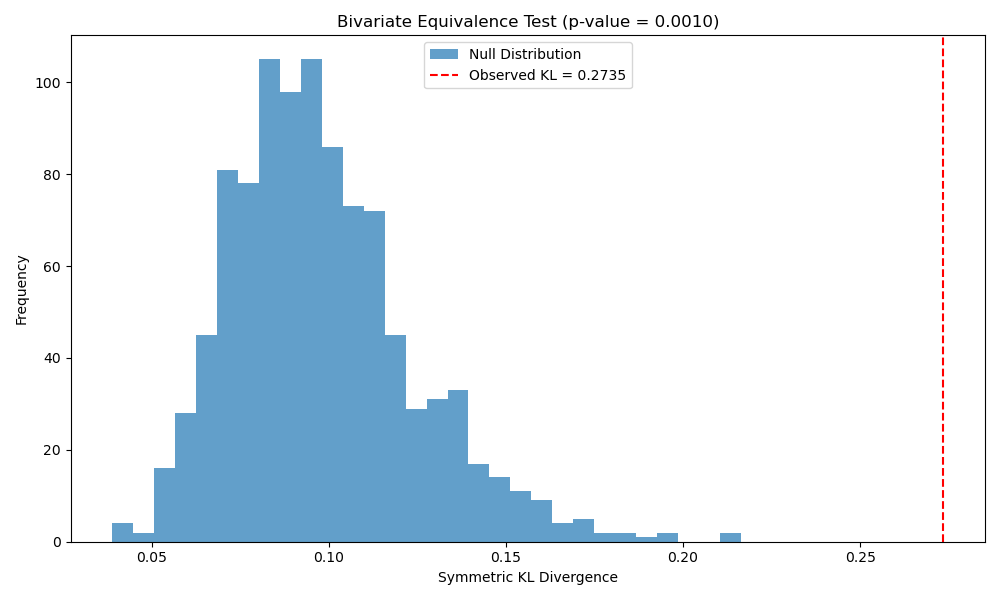 Bivariate Equivalence Test (p-value = 0.0010)
Null Distribution
Observed KL = 0.2735
Frequency
100
80
60
40
20
0
0.05 0.10 0.15 0.20 0.25
Symmetric KL Divergence